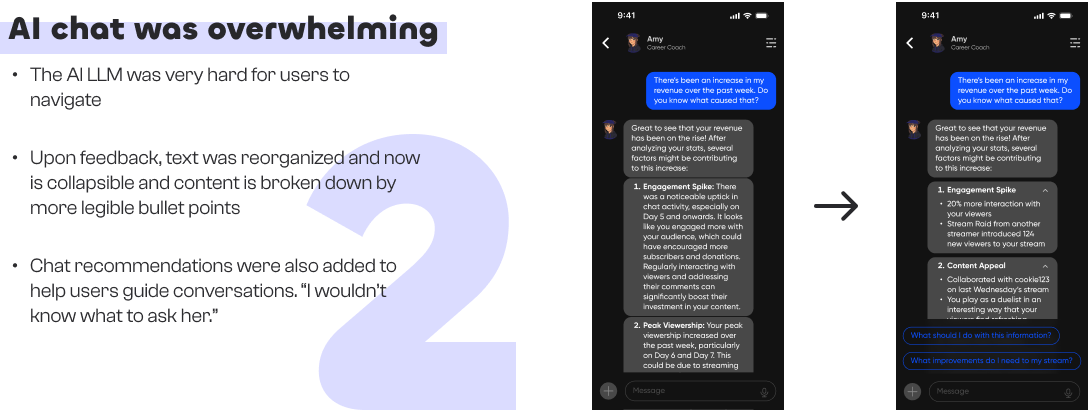 AI chat was overwhelming
• The AI LLM was very hard for users to
navigate
• Upon feedback, text was reorganized and now
is collapsible and content is broken down by
more legible bullet points
• Chat recommendations were also added to
help users guide conversations. “I wouldn’t
know what to ask her.”
2
9:41
Amy
Career Coach
There's been an increase in my
revenue over the past week. Do
you know what caused that?
Great to see that your revenue
has been on the rise! After
analyzing your stats, several
factors might be contributing
to this increase:
1. Engagement Spike: There
was a noticeable uptick in
chat activity, especially on
Day 5 and onwards. It looks
like you engaged more with
your audience, which could
have encouraged more
subscribers and donations.
Regularly interacting with
viewers and addressing
their comments can
significantly boost their
investment in your content.
2. Peak Viewership: Your peak
viewership increased over
the past week, particularly
on Day 6 and Day 7. This
could be due to streaming
Message
9:41
Amy
Career Coach
There's been an increase in my
revenue over the past week. Do
you know what caused that?
Great to see that your revenue
has been on the rise! After
analyzing your stats, several
factors might be contributing
to this increase:
1. Engagement Spike
• 20% more interaction with
your viewers
• Stream Raid from another
streamer introduced 124
new viewers to your stream
2. Content Appeal
• Collaborated with cookie123
on last Wednesday's stream
• You play as a duelist in an
interesting way that your
What should I do with this information?
What improvements do I need to my stream?
Message